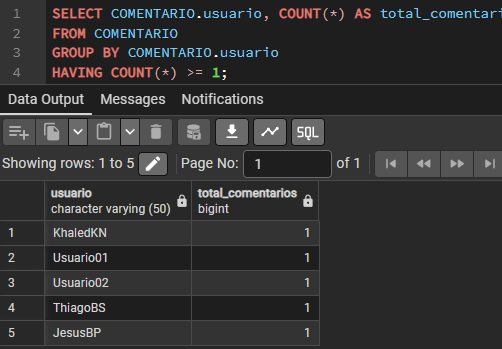 1 SELECT COMENTARIO.usuario, COUNT(*) AS total_comentari
2 FROM COMENTARIO
3 GROUP BY COMENTARIO.usuario
4 HAVING COUNT(*) >= 1;
Data Output Messages Notifications
SQL
Showing rows: 1 to 5 Page No: 1 of 1
usuario total_comentarios
character varying (50) bigint
1 KhaledKN 1
2 Usuario01 1
3 Usuario02 1
4 ThiagoBS 1
5 JesusBP 1